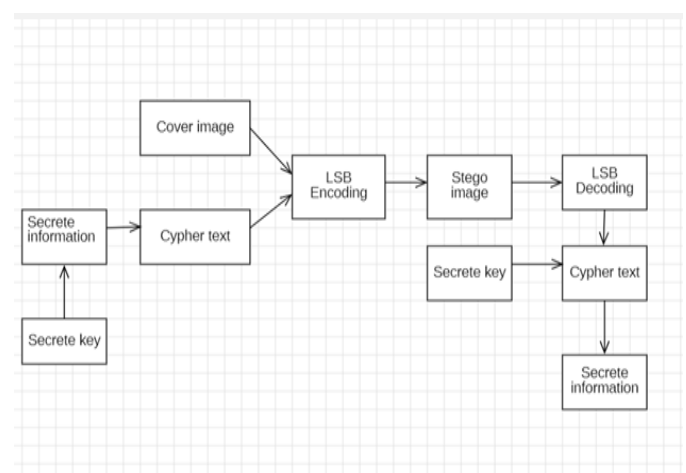 Cover image
LSB
Encoding
Stego
image
LSB
Decoding
Secrete
information
Cypher text
Secrete key
Cypher text
Secrete key
Secrete
information